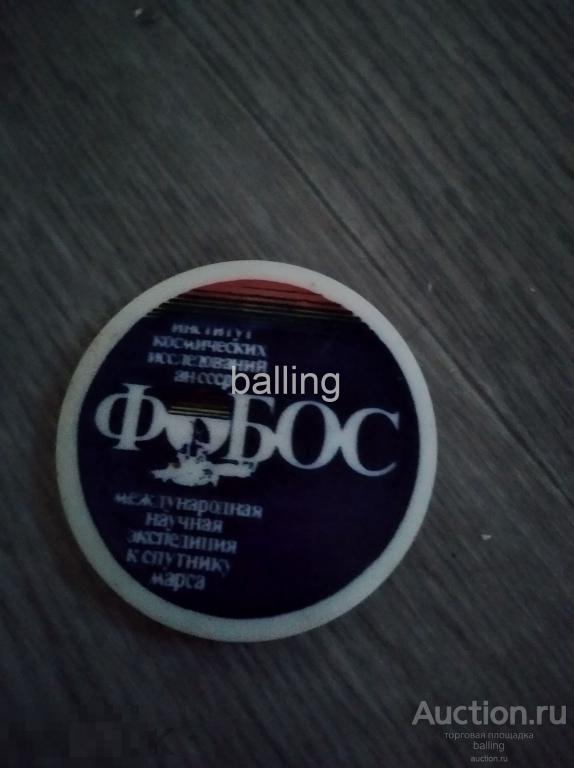 институт
космических
исследований
ан ссср
balling
ФОБОС
международная
научная
экспедиция
к спутнику
марса
Auction.ru
торговая площадка
balling
auction.ru